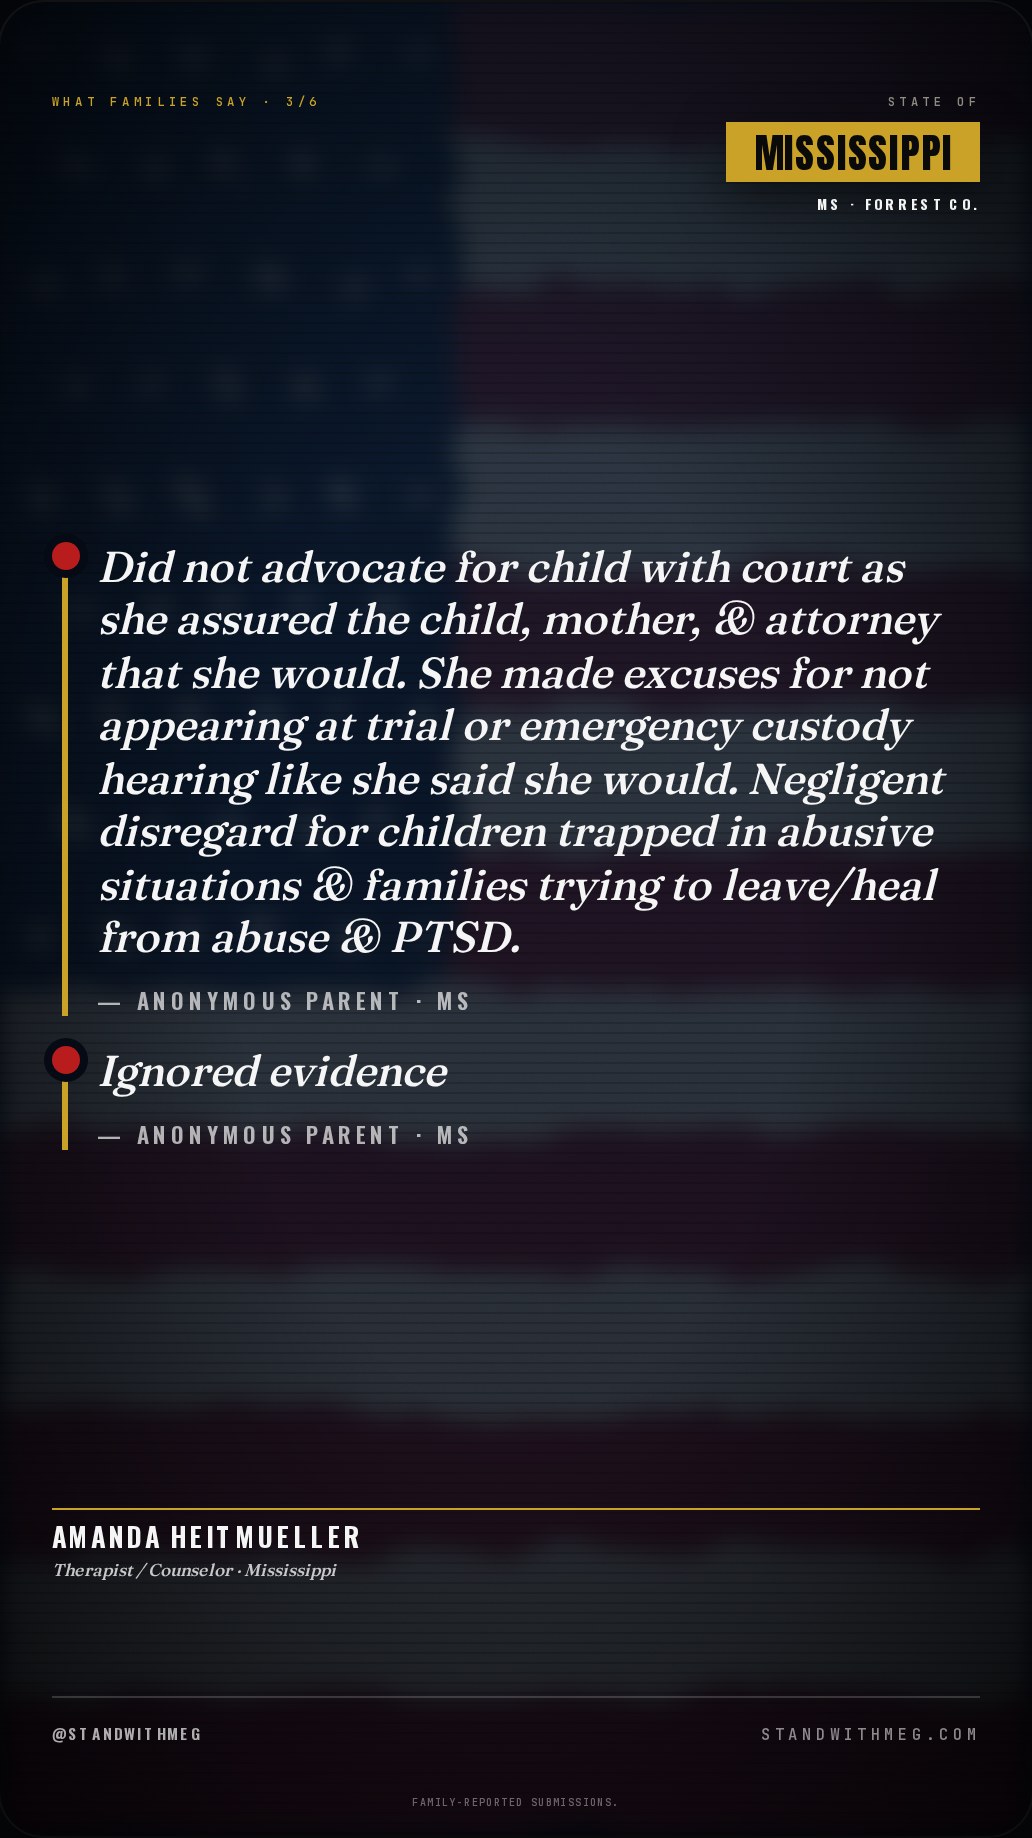 WHAT FAMILIES SAY · 3/6
STATE OF
MISSISSIPPI
MS · FORREST CO.
Did not advocate for child with court as
she assured the child, mother, & attorney
that she would. She made excuses for not
appearing at trial or emergency custody
hearing like she said she would. Negligent
disregard for children trapped in abusive
situations & families trying to leave/heal
from abuse & PTSD.
— ANONYMOUS PARENT · MS
Ignored evidence
— ANONYMOUS PARENT · MS
AMANDA HEITMUELLER
Therapist / Counselor · Mississippi
@STANDWITHMEG
STANDWITHMEG.COM
FAMILY-REPORTED SUBMISSIONS.